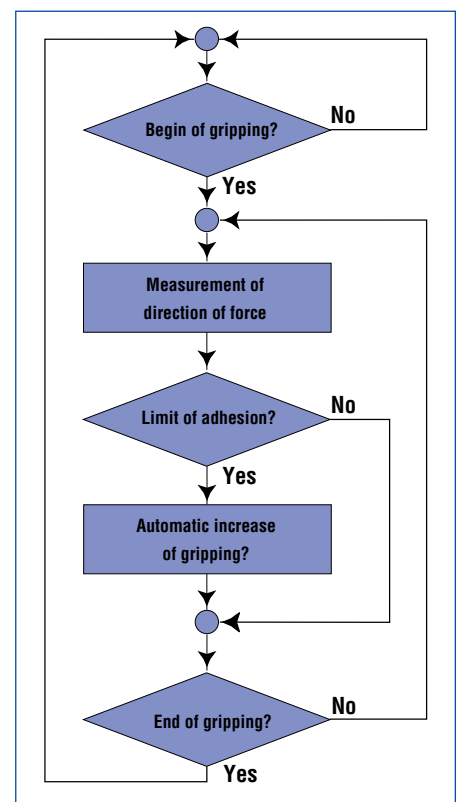 Begin of gripping?
No
Yes
Measurement of
direction of force
Limit of adhesion?
No
Yes
Automatic increase
of gripping?
End of gripping?
No
Yes